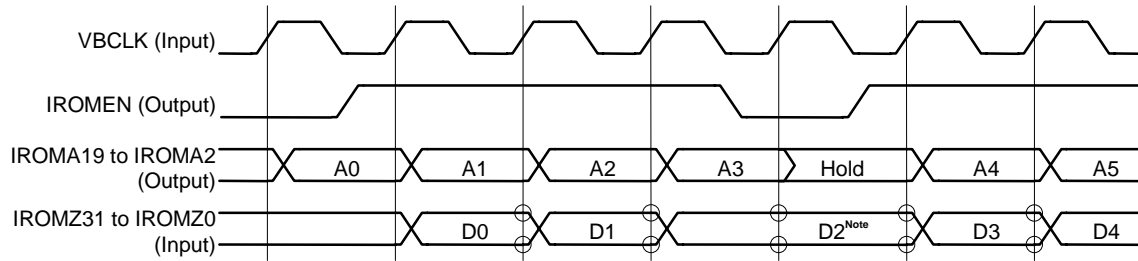 VBCLK (Input)
IROMEN (Output)
IROMA19 to IROMA2
(Output)
A0 A1 A2 A3 Hold A4 A5
IROMZ31 to IROMZ0
(Input)
D0 D1 D2Note D3 D4